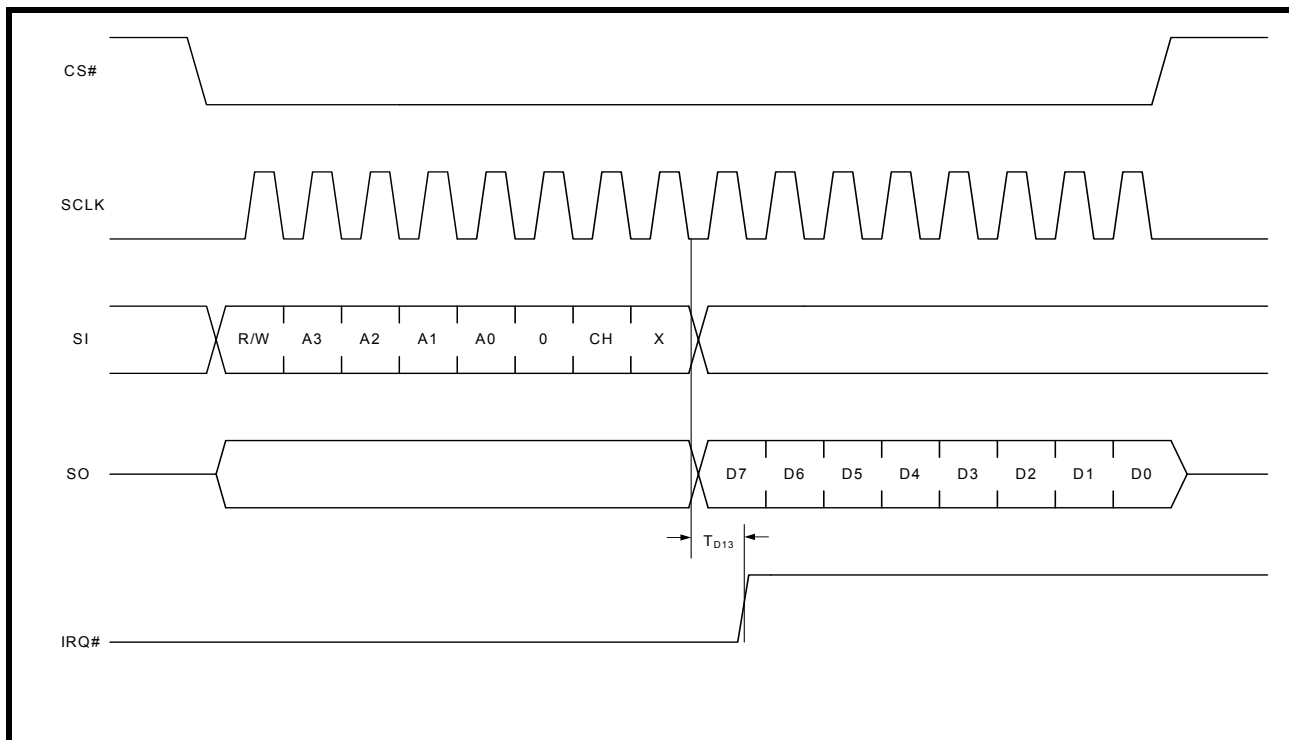 CS#
SCLK
SI R/W A3 A2 A1 A0 0 CH X
SO D7 D6 D5 D4 D3 D2 D1 D0
TD13
IRQ#